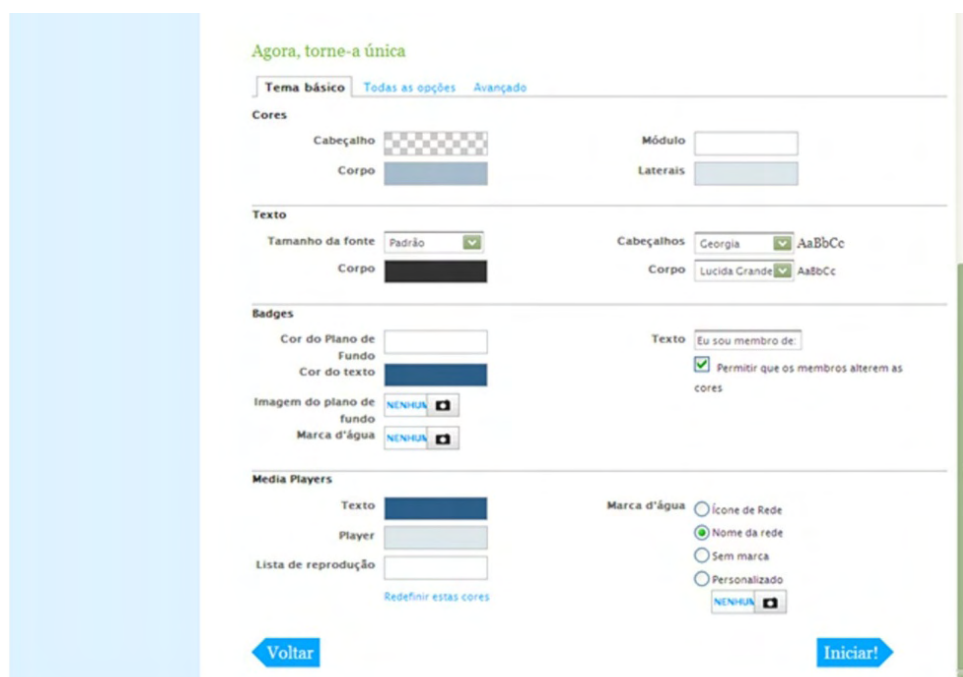 Agora, torne-a única
Tema básico Todas as opções Avançado
Cores
Cabeçalho Módulo
Corpo Laterais
Texto
Tamanho da fonte Padrão Cabeçalhos Georgia AaBbCc
Corpo Corpo Lucida Grande AaBbCc
Badges
Cor do Plano de Texto Eu sou membro de:
Fundo
Cor do texto Permitir que os membros alterem as
cores
Imagem do plano de NENHUM
fundo
Marca d'água NENHUM
Media Players
Texto Marca d'água Ícone de Rede
Player Nome da rede
Lista de reprodução Sem marca
Personalizado
Redefinir estas cores NENHUM
Voltar Iniciar!